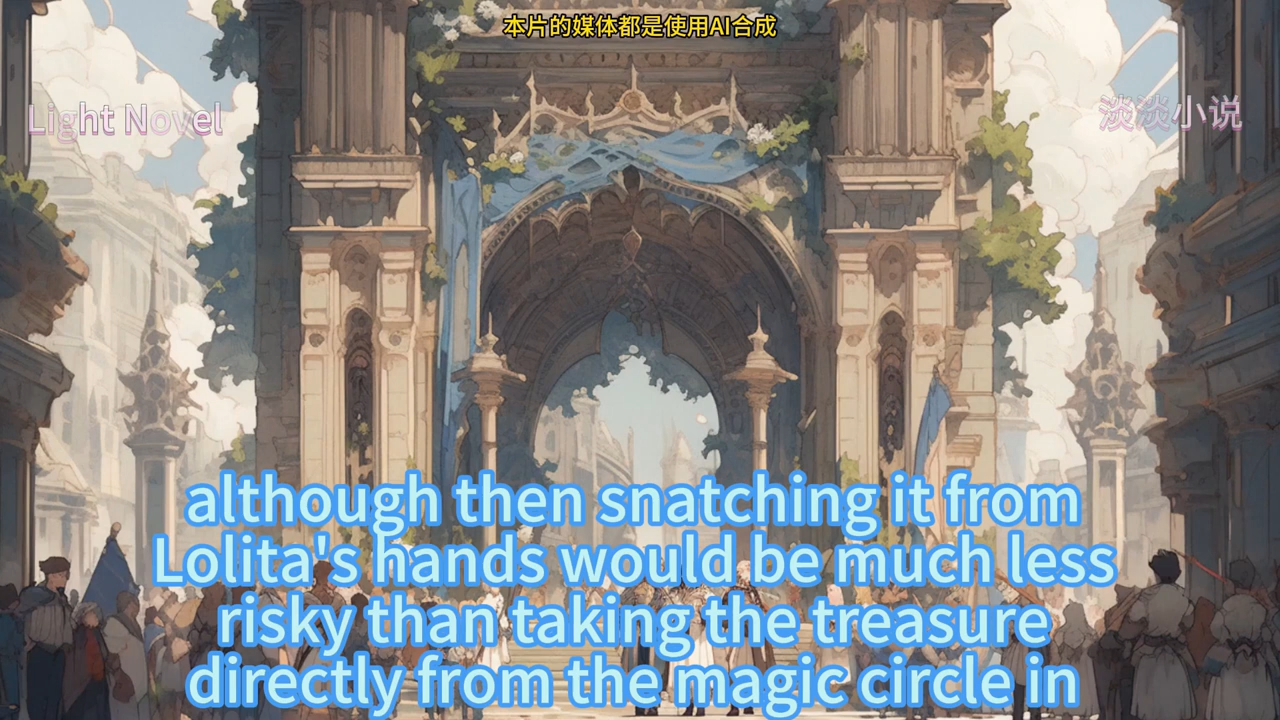 本片的媒体都是使用AI合成
Light Novel
淡淡小说
although then snatching it from
Lolita's hands would be much less
risky than taking the treasure
directly from the magic circle in